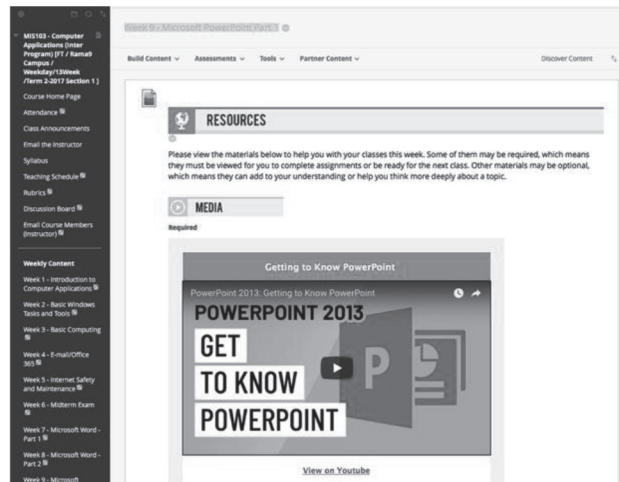 MIS103 - Computer
Applications (Inter
Program) [FT / Rama9
Campus /
Weekday/13Week
/Term 2-2017 Section 1 ]
Course Home Page
Attendance
Class Announcements
Email the Instructor
Syllabus
Teaching Schedule
Rubrics
Discussion Board
Email Course Members
(Instructor)
Weekly Content
Week 1 - Introduction to
Computer Applications
Week 2 - Basic Windows
Tasks and Tools
Week 3 - Basic Computing
Week 4 - E-mail/Office
365
Week 5 - Internet Safety
and Maintenance
Week 6 - Midterm Exam
Week 7 - Microsoft Word -
Part 1
Week 8 - Microsoft Word -
Part 2
Week 9 - Microsoft
Week 9 - Microsoft PowerPoint Part 1
Build Content
Assessments
Tools
Partner Content
Discover Content
RESOURCES
Please view the materials below to help you with your classes this week. Some of them may be required, which means
they must be viewed for you to complete assignments or be ready for the next class. Other materials may be optional,
which means they can add to your understanding or help you think more deeply about a topic.
MEDIA
Required
Getting to Know PowerPoint
PowerPoint 2013: Getting to Know PowerPoint
POWERPOINT 2013
GET
TO KNOW
POWERPOINT
P
View on Youtube